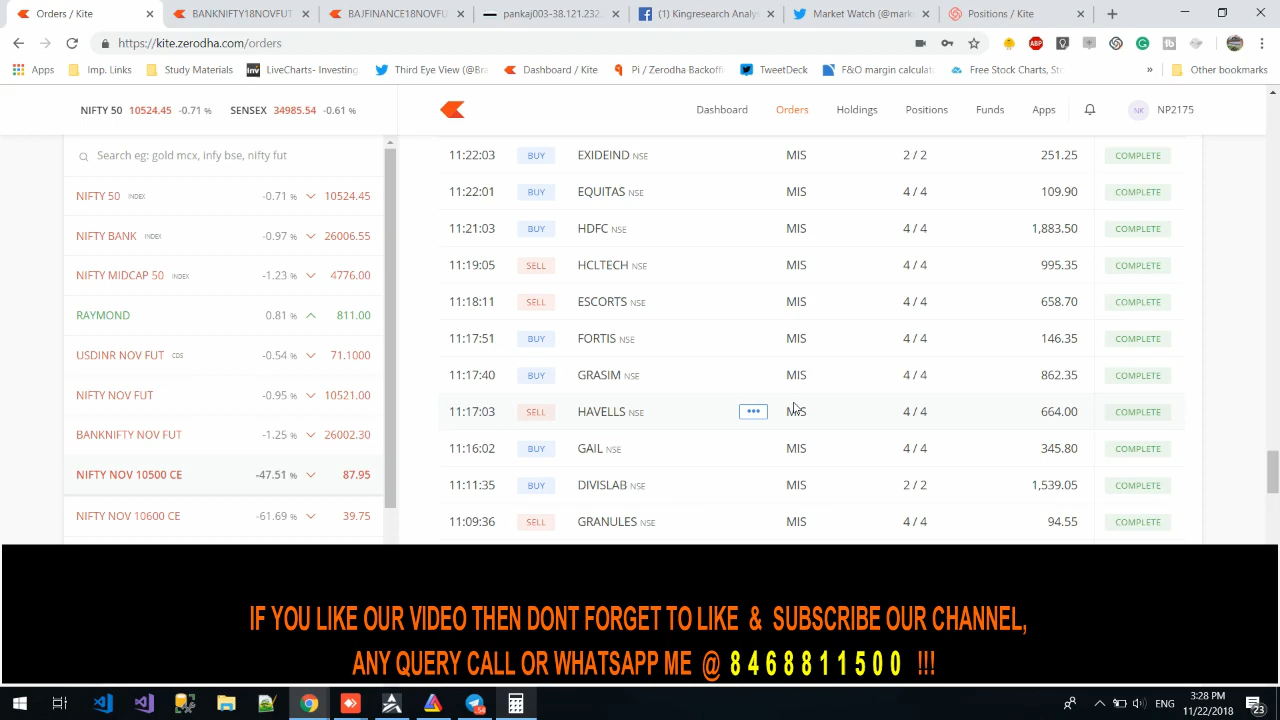 Orders / Kite
BANKNIFTY18NOVFUT
BAJFINANCE18NOVFU
pankaj003-38.121.232.
(1) Kingresearch Analy
Market Watch (@mark
Positions / Kite
https://kite.zerodha.com/orders
Apps
Imp. Links
Study Materials
LiveCharts- Investing
Third Eye View (@Br
Dashboard / Kite
Pi / Zerodha Backoff
TweetDeck
F&O margin calculat
Free Stock Charts, St
»
Other bookmarks
NIFTY 50 10524.45 -0.71 %
SENSEX 34985.54 -0.61 %
Dashboard
Orders
Holdings
Positions
Funds
Apps
NK
NP2175
Search eg: gold mcx, infy bse, nifty fut
NIFTY 50 INDEX -0.71 % 10524.45
NIFTY BANK INDEX -0.97 % 26006.55
NIFTY MIDCAP 50 INDEX -1.23 % 4776.00
RAYMOND 0.81 % 811.00
USDINR NOV FUT CDS -0.54 % 71.1000
NIFTY NOV FUT -0.95 % 10521.00
BANKNIFTY NOV FUT -1.25 % 26002.30
NIFTY NOV 10500 CE -47.51 % 87.95
NIFTY NOV 10600 CE -61.69 % 39.75
11:22:03 BUY EXIDEIND NSE MIS 2 / 2 251.25 COMPLETE
11:22:01 BUY EQUITAS NSE MIS 4 / 4 109.90 COMPLETE
11:21:03 BUY HDFC NSE MIS 4 / 4 1,883.50 COMPLETE
11:19:05 SELL HCLTECH NSE MIS 4 / 4 995.35 COMPLETE
11:18:11 SELL ESCORTS NSE MIS 4 / 4 658.70 COMPLETE
11:17:51 BUY FORTIS NSE MIS 4 / 4 146.35 COMPLETE
11:17:40 BUY GRASIM NSE MIS 4 / 4 862.35 COMPLETE
11:17:03 SELL HAVELLS NSE ••• MIS 4 / 4 664.00 COMPLETE
11:16:02 BUY GAIL NSE MIS 4 / 4 345.80 COMPLETE
11:11:35 BUY DIVISLAB NSE MIS 2 / 2 1,539.05 COMPLETE
11:09:36 SELL GRANULES NSE MIS 4 / 4 94.55 COMPLETE
IF YOU LIKE OUR VIDEO THEN DONT FORGET TO LIKE & SUBSCRIBE OUR CHANNEL,
ANY QUERY CALL OR WHATSAPP ME @ 8 4 6 8 8 1 1 5 0 0 !!!
ENG
3:28 PM
11/22/2018
23